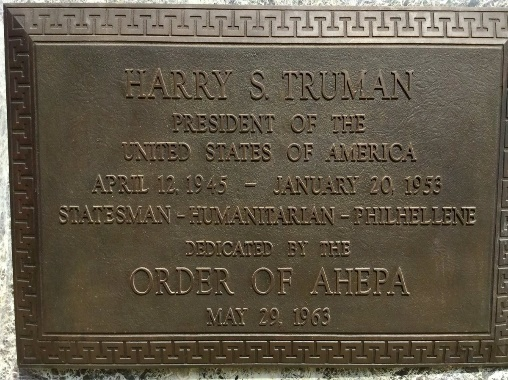 HARRY S. TRUMAN
PRESIDENT OF THE
UNITED STATES OF AMERICA
APRIL 12, 1945 – JANUARY 20, 1953
STATESMAN – HUMANITARIAN – PHILHELLENE
DEDICATED BY THE
ORDER OF AHEPA
MAY 29, 1963